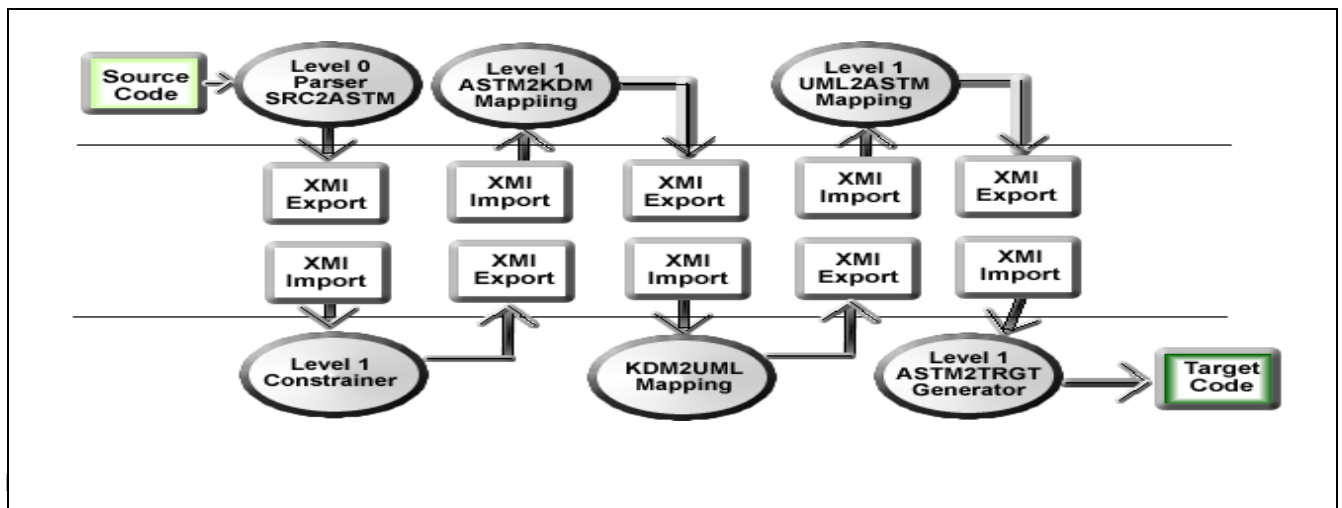 Source
Code
Level 0
Parser
SRC2ASTM
Level 1
ASTM2KDM
Mappiing
Level 1
UML2ASTM
Mapping
XMI
Export
XMI
Import
XMI
Export
XMI
Import
XMI
Export
XMI
Import
XMI
Export
XMI
Import
XMI
Export
XMI
Import
Level 1
Constrainer
KDM2UML
Mapping
Level 1
ASTM2TRGT
Generator
Target
Code